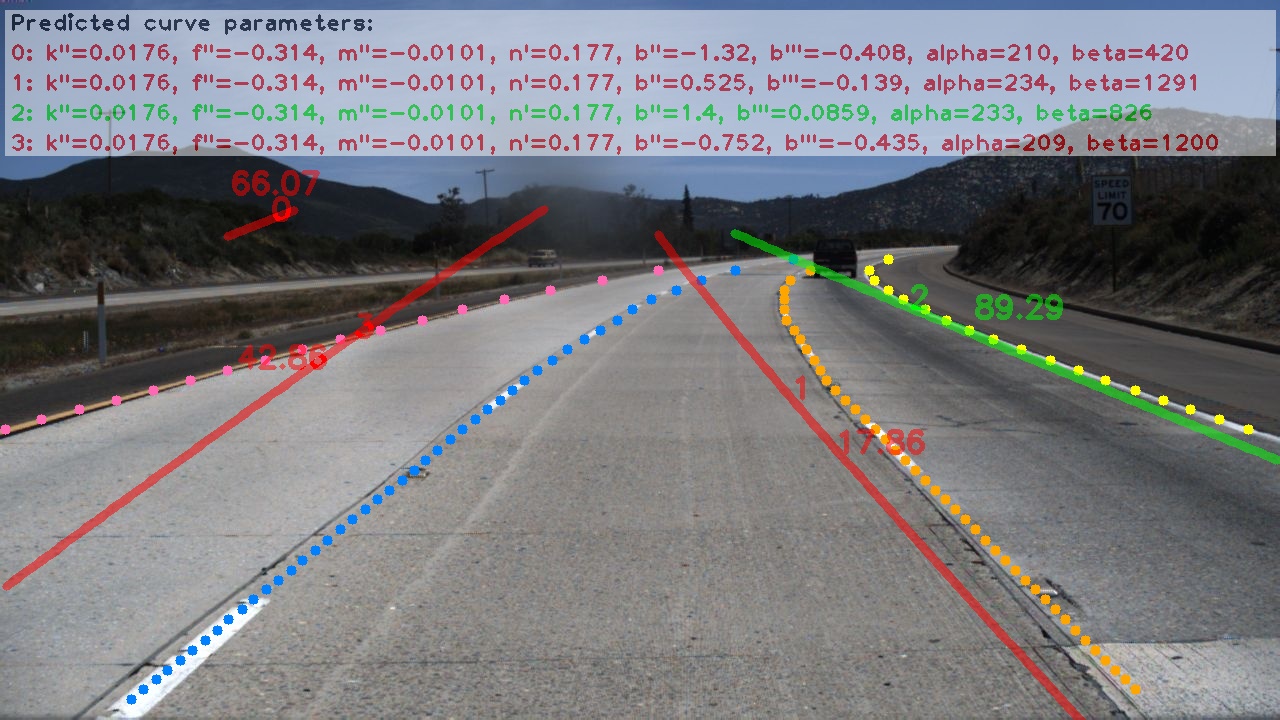 Predicted curve parameters:
0: k''=0.0176, f''=-0.314, m''=-0.0101, n'=0.177, b''=-1.32, b'''=-0.408, alpha=210, beta=420
1: k''=0.0176, f''=-0.314, m''=-0.0101, n'=0.177, b''=0.525, b'''=-0.139, alpha=234, beta=1291
2: k''=0.0176, f''=-0.314, m''=-0.0101, n'=0.177, b''=1.4, b'''=0.0859, alpha=233, beta=826
3: k''=0.0176, f''=-0.314, m''=-0.0101, n'=0.177, b''=-0.752, b'''=-0.435, alpha=209, beta=1200
66.07
0
SPEED
LIMIT
70
2
89.29
3
42.86
1
17.86